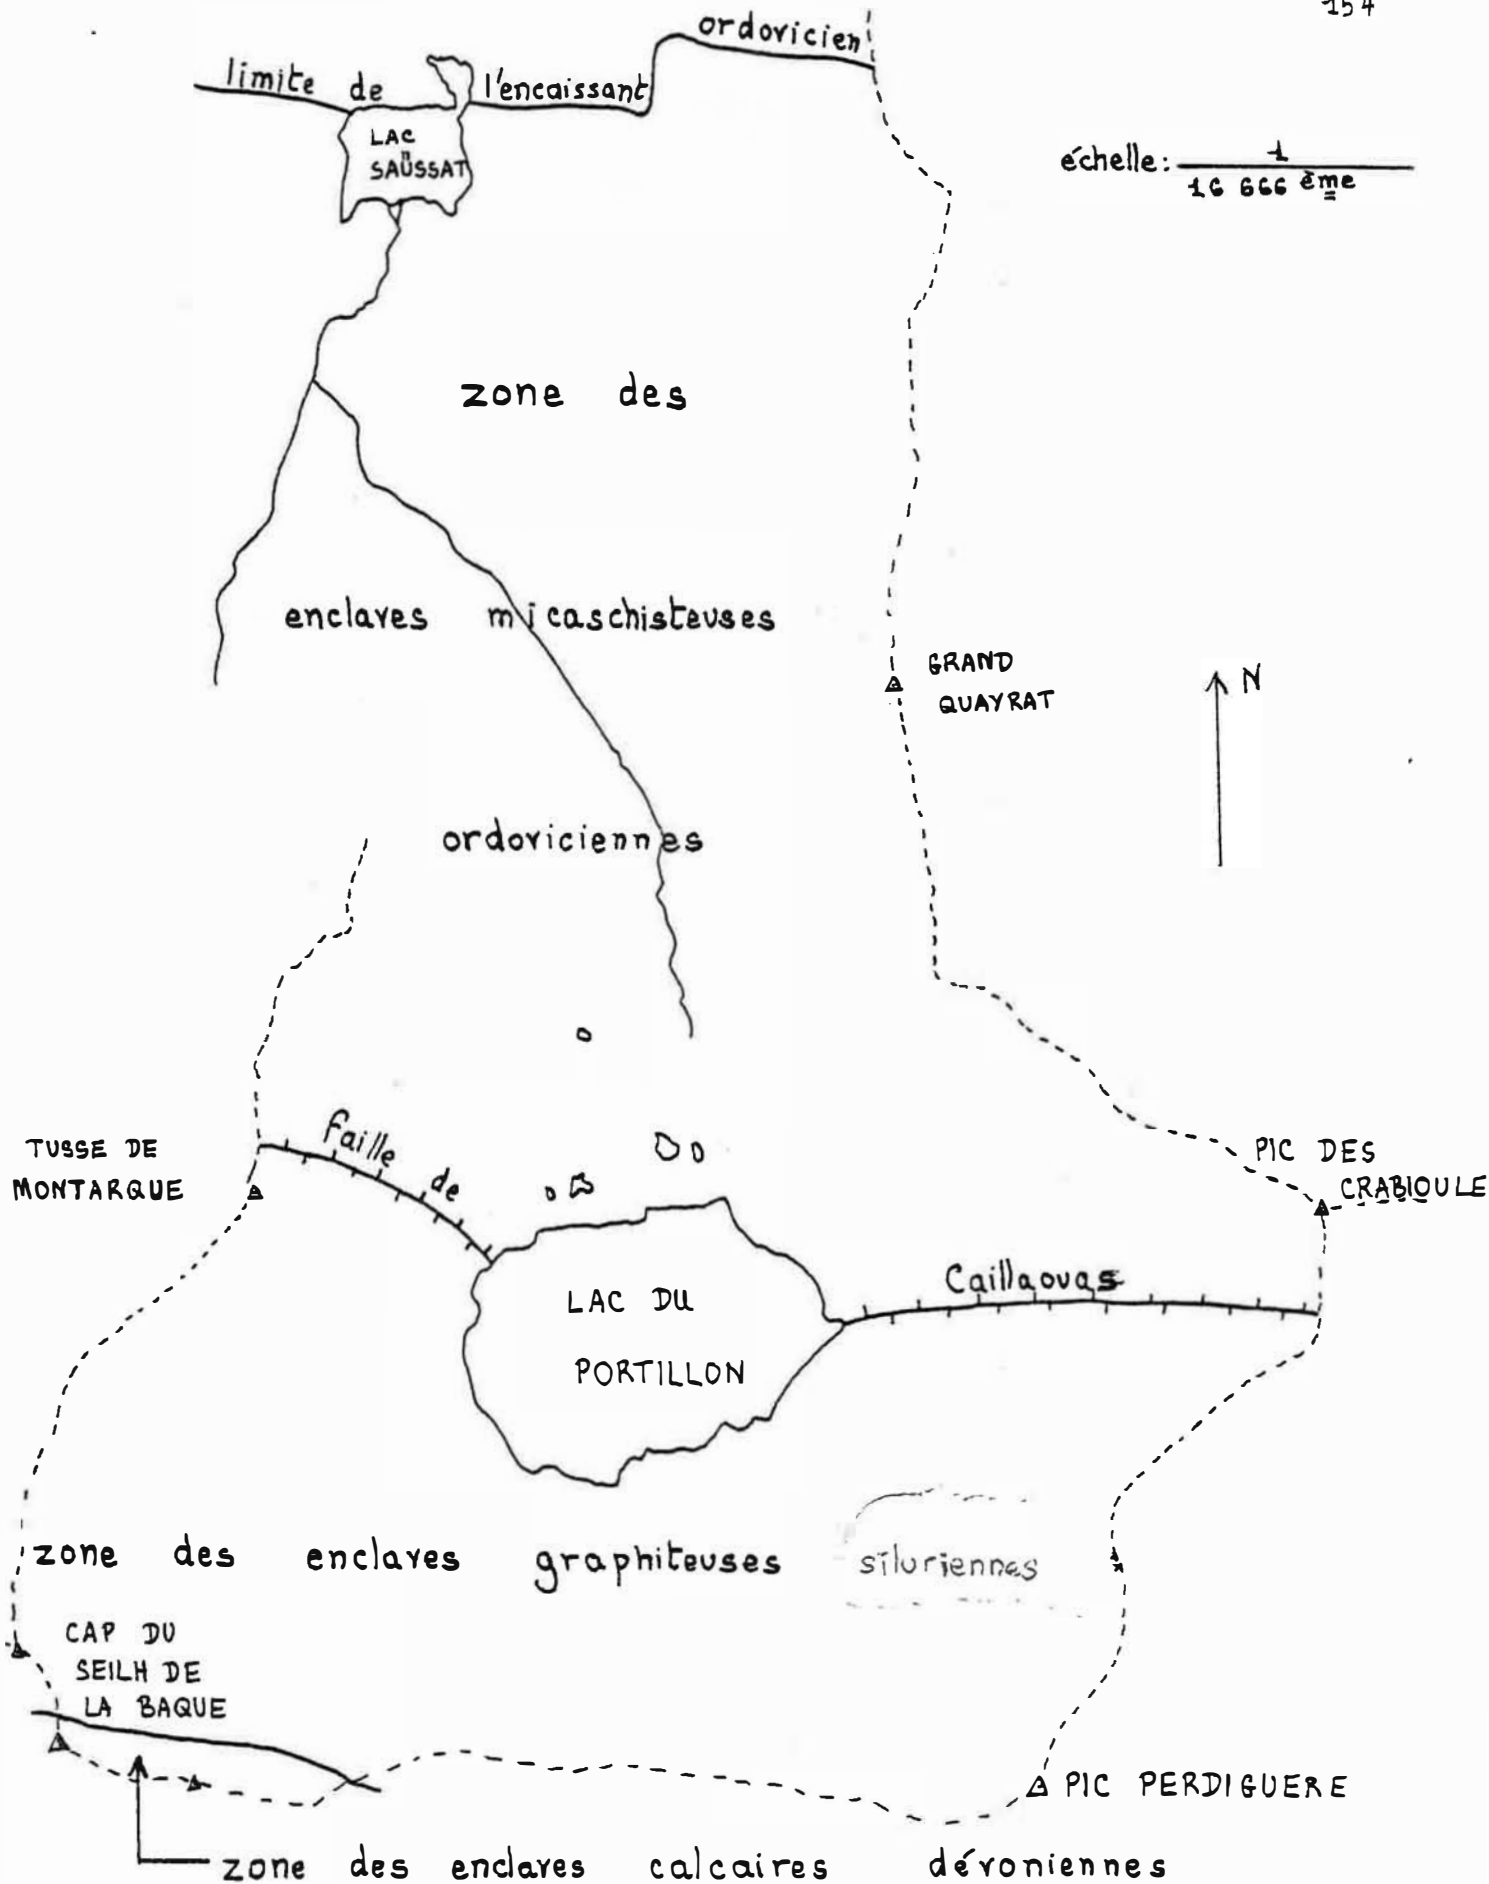 154
ordovicien
limite de l'encaissant
LAC
SAUSSAT
échelle: 1
16 666 ème
zone des
enclaves micaschisteuses
GRAND
QUAYRAT
N
ordoviciennes
Faille de
TUSSE DE
MONTARQUE
PIC DES
CRABIOULE
Caillaouas
LAC DU
PORTILLON
zone des enclaves graphiteuses siluriennes
CAP DU
SEILH DE
LA BAQUE
PIC PERDIGUERE
zone des enclaves calcaires dévoniennes